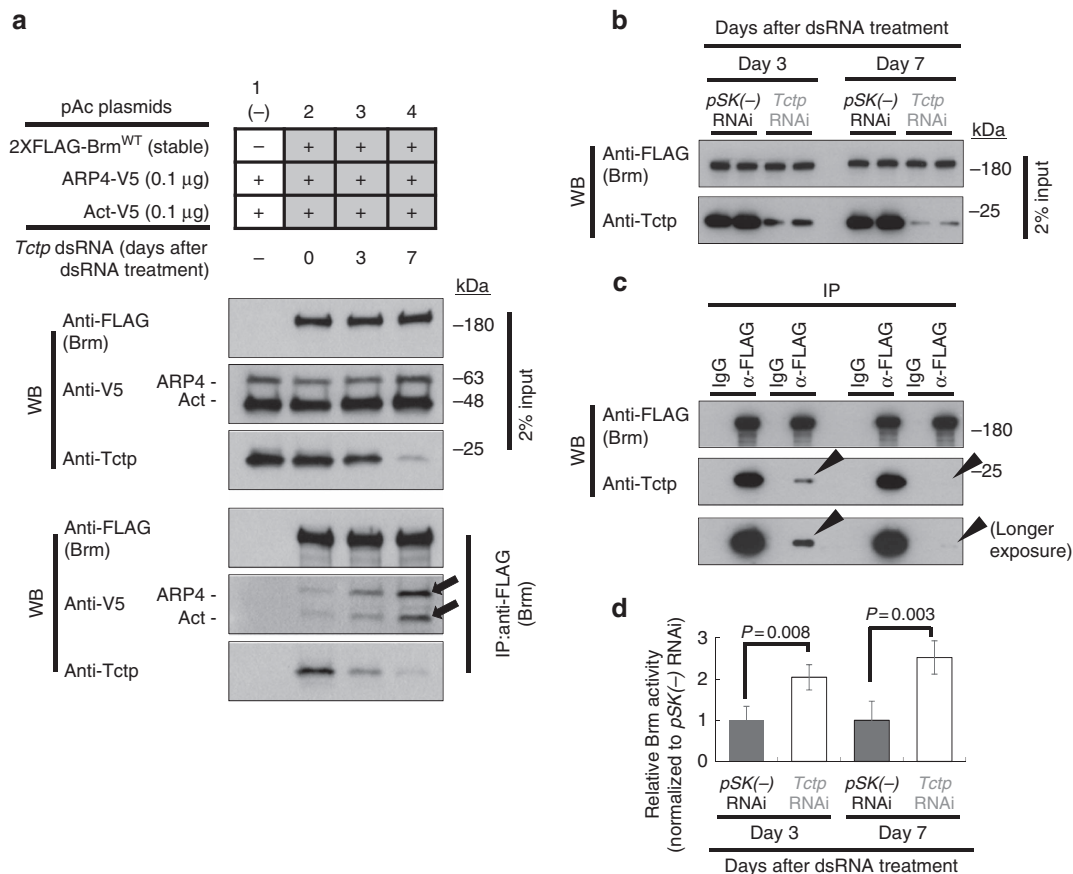 a
1
pAc plasmids (–) 2 3 4
2XFLAG-Brm^WT (stable) – + + +
ARP4-V5 (0.1 μg) + + + +
Act-V5 (0.1 μg) + + + +
Tctp dsRNA (days after
dsRNA treatment) – 0 3 7
kDa
WB
Anti-FLAG
(Brm)
–180
Anti-V5
ARP4 -
Act -
–63
–48
Anti-Tctp
–25
2% input
WB
Anti-FLAG
(Brm)
Anti-V5
ARP4 -
Act -
Anti-Tctp
IP:anti-FLAG
(Brm)
b
Days after dsRNA treatment
Day 3 Day 7
pSK(–) Tctp pSK(–) Tctp
RNAi RNAi RNAi RNAi
kDa
WB
Anti-FLAG
(Brm)
–180
Anti-Tctp
–25
2% input
c
IP
IgG α-FLAG IgG α-FLAG IgG α-FLAG IgG α-FLAG
WB
Anti-FLAG
(Brm)
–180
Anti-Tctp
–25
(Longer
exposure)
d
Relative Brm activity
(normalized to pSK(–) RNAi)
3
2
1
0
P=0.008
P=0.003
pSK(–) Tctp pSK(–) Tctp
RNAi RNAi RNAi RNAi
Day 3 Day 7
Days after dsRNA treatment